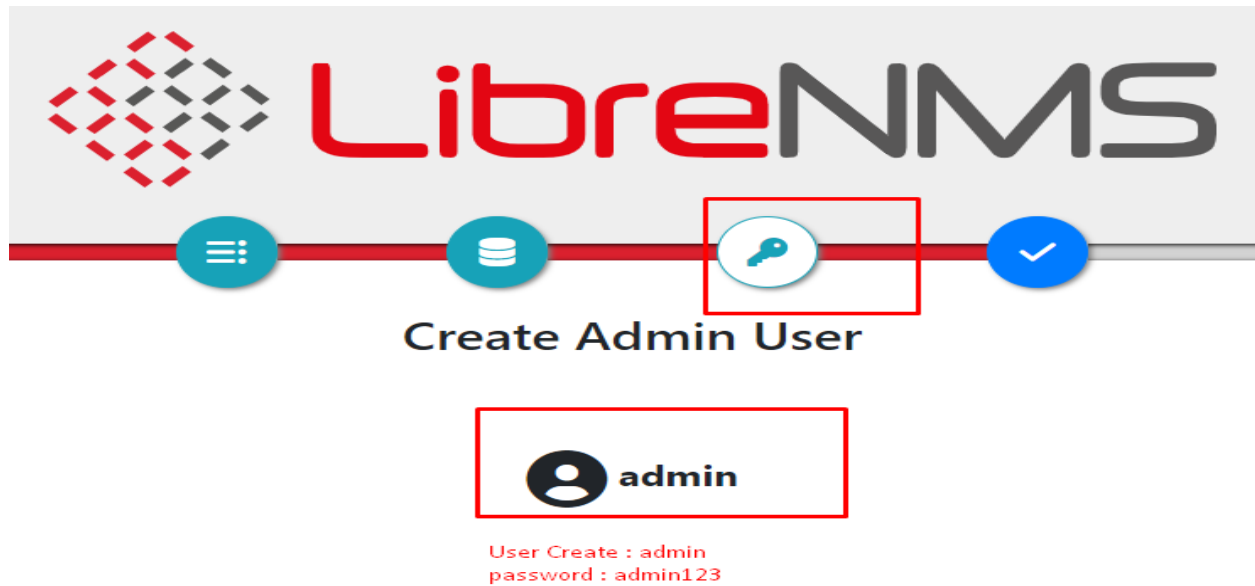 LibreNMS
Create Admin User
admin
User Create : admin
password : admin123